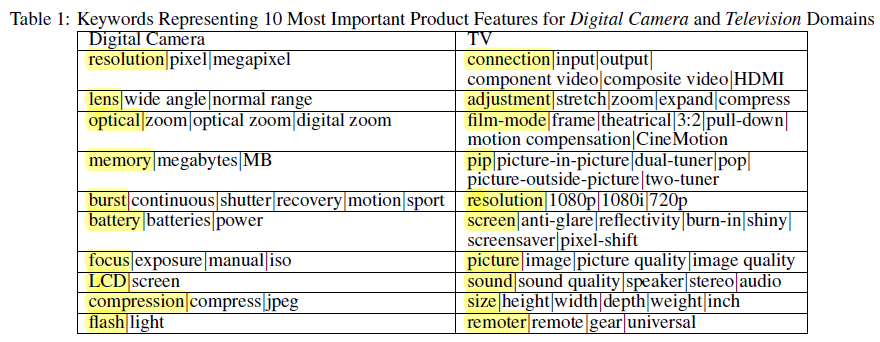 Table 1: Keywords Representing 10 Most Important Product Features for Digital Camera and Television Domains
Digital Camera TV
resolution|pixel|megapixel connection|input|output|
component video|composite video|HDMI
lens|wide angle|normal range adjustment|stretch|zoom|expand|compress
optical|zoom|optical zoom|digital zoom film-mode|frame|theatrical|3:2|pull-down|
motion compensation|CineMotion
memory|megabytes|MB pip|picture-in-picture|dual-tuner|pop|
picture-outside-picture|two-tuner
burst|continuous|shutter|recovery|motion|sport resolution|1080p|1080i|720p
battery|batteries|power screen|anti-glare|reflectivity|burn-in|shiny|
screensaver|pixel-shift
focus|exposure|manual|iso picture|image|picture quality|image quality
LCD|screen sound|sound quality|speaker|stereo|audio
compression|compress|jpeg size|height|width|depth|weight|inch
flash|light remoter|remote|gear|universal